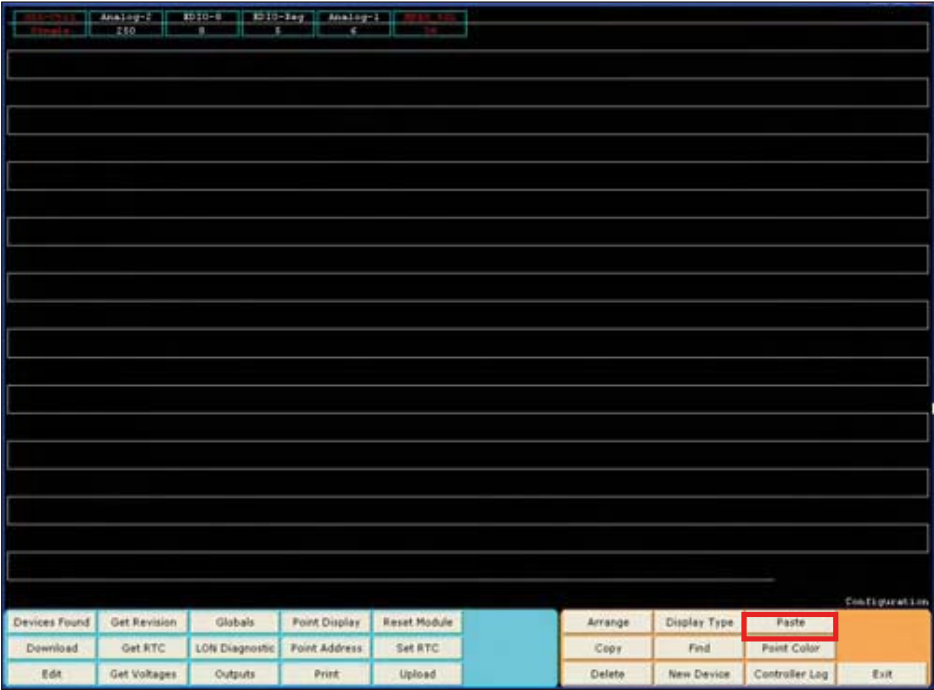 Analog-2 EDIO-8 EDIO-Reg Analog-1
250 8 5 6
Configuration
Devices Found Get Revision Globals Point Display Reset Module Arrange Display Type Paste
Download Get RTC LON Diagnostic Point Address Set RTC Copy Find Point Color
Edit Get Voltages Outputs Print Upload Delete New Device Controller Log Exit